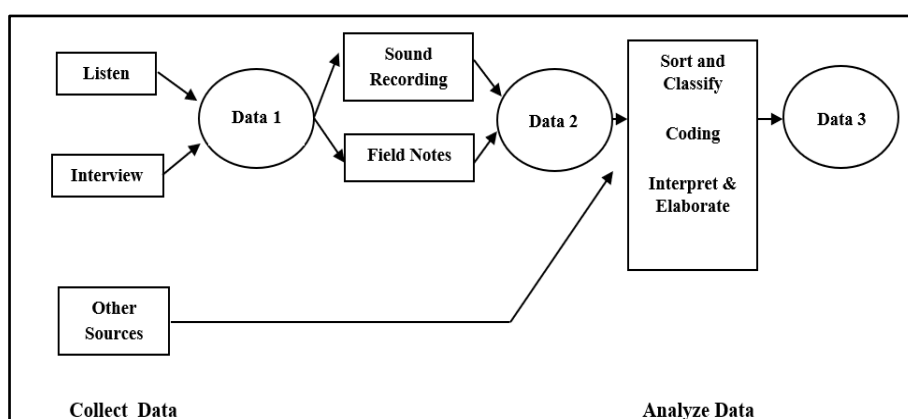 Listen
Interview
Data 1
Sound
Recording
Field Notes
Data 2
Sort and
Classify
Coding
Interpret &
Elaborate
Data 3
Other
Sources
Collect Data
Analyze Data